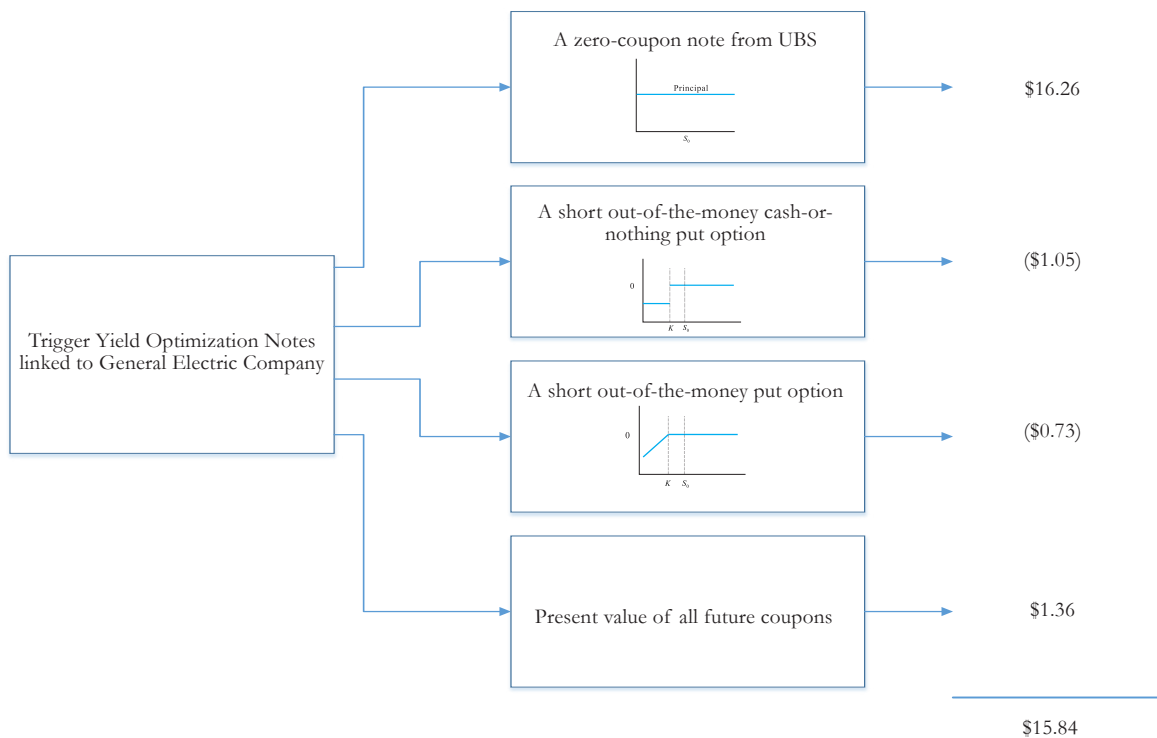 A zero-coupon note from UBS
Principal
S0
$16.26
A short out-of-the-money cash-or-
nothing put option
0
K
S0
($1.05)
Trigger Yield Optimization Notes
linked to General Electric Company
A short out-of-the-money put option
0
K
S0
($0.73)
Present value of all future coupons
$1.36
$15.84